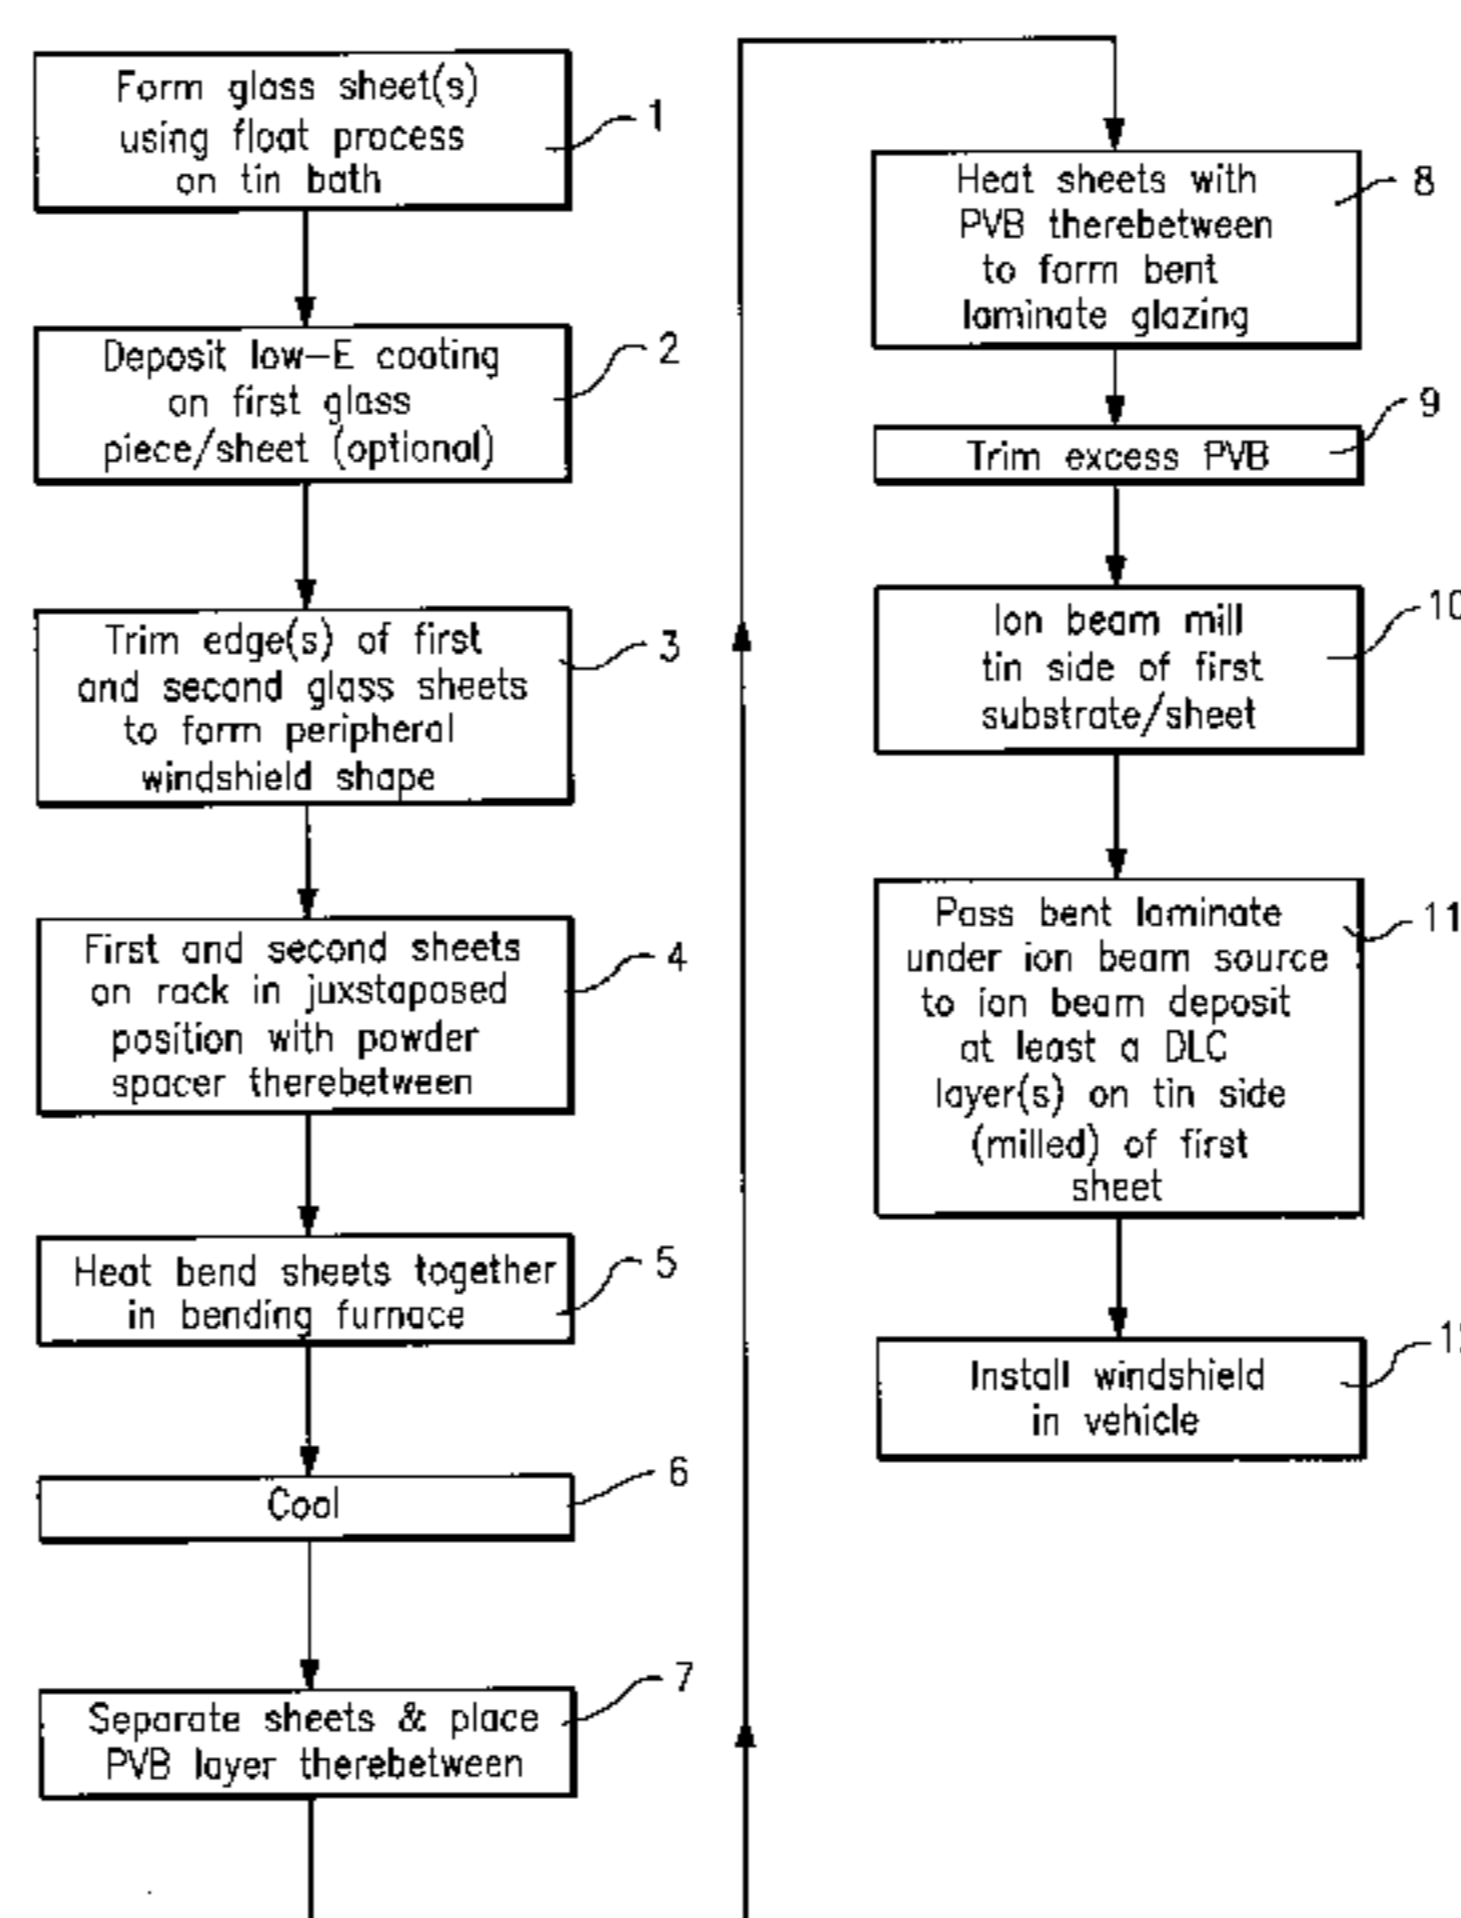 Form glass sheet(s)
using float process
on tin bath
1
Deposit low-E coating
on first glass
piece/sheet (optional)
2
Trim edge(s) of first
and second glass sheets
to form peripheral
windshield shape
3
First and second sheets
on rack in juxstaposed
position with powder
spacer therebetween
4
Heat bend sheets together
in bending furnace
5
Cool
6
Separate sheets & place
PVB layer therebetween
7
Heat sheets with
PVB therebetween
to form bent
laminate glazing
8
Trim excess PVB
9
Ion beam mill
tin side of first
substrate/sheet
10
Pass bent laminate
under ion beam source
to ion beam deposit
at least a DLC
layer(s) on tin side
(milled) of first
sheet
11
Install windshield
in vehicle